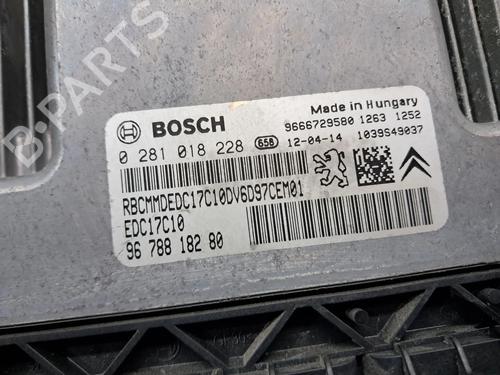 B-PARTS
BOSCH
Made in Hungary
9666729580 1263 1252
0 281 018 228 658 12-04-14 1039S49037
RBCMMDEDC17C10DV6D97CEM01
EDC17C10
96 788 182 80